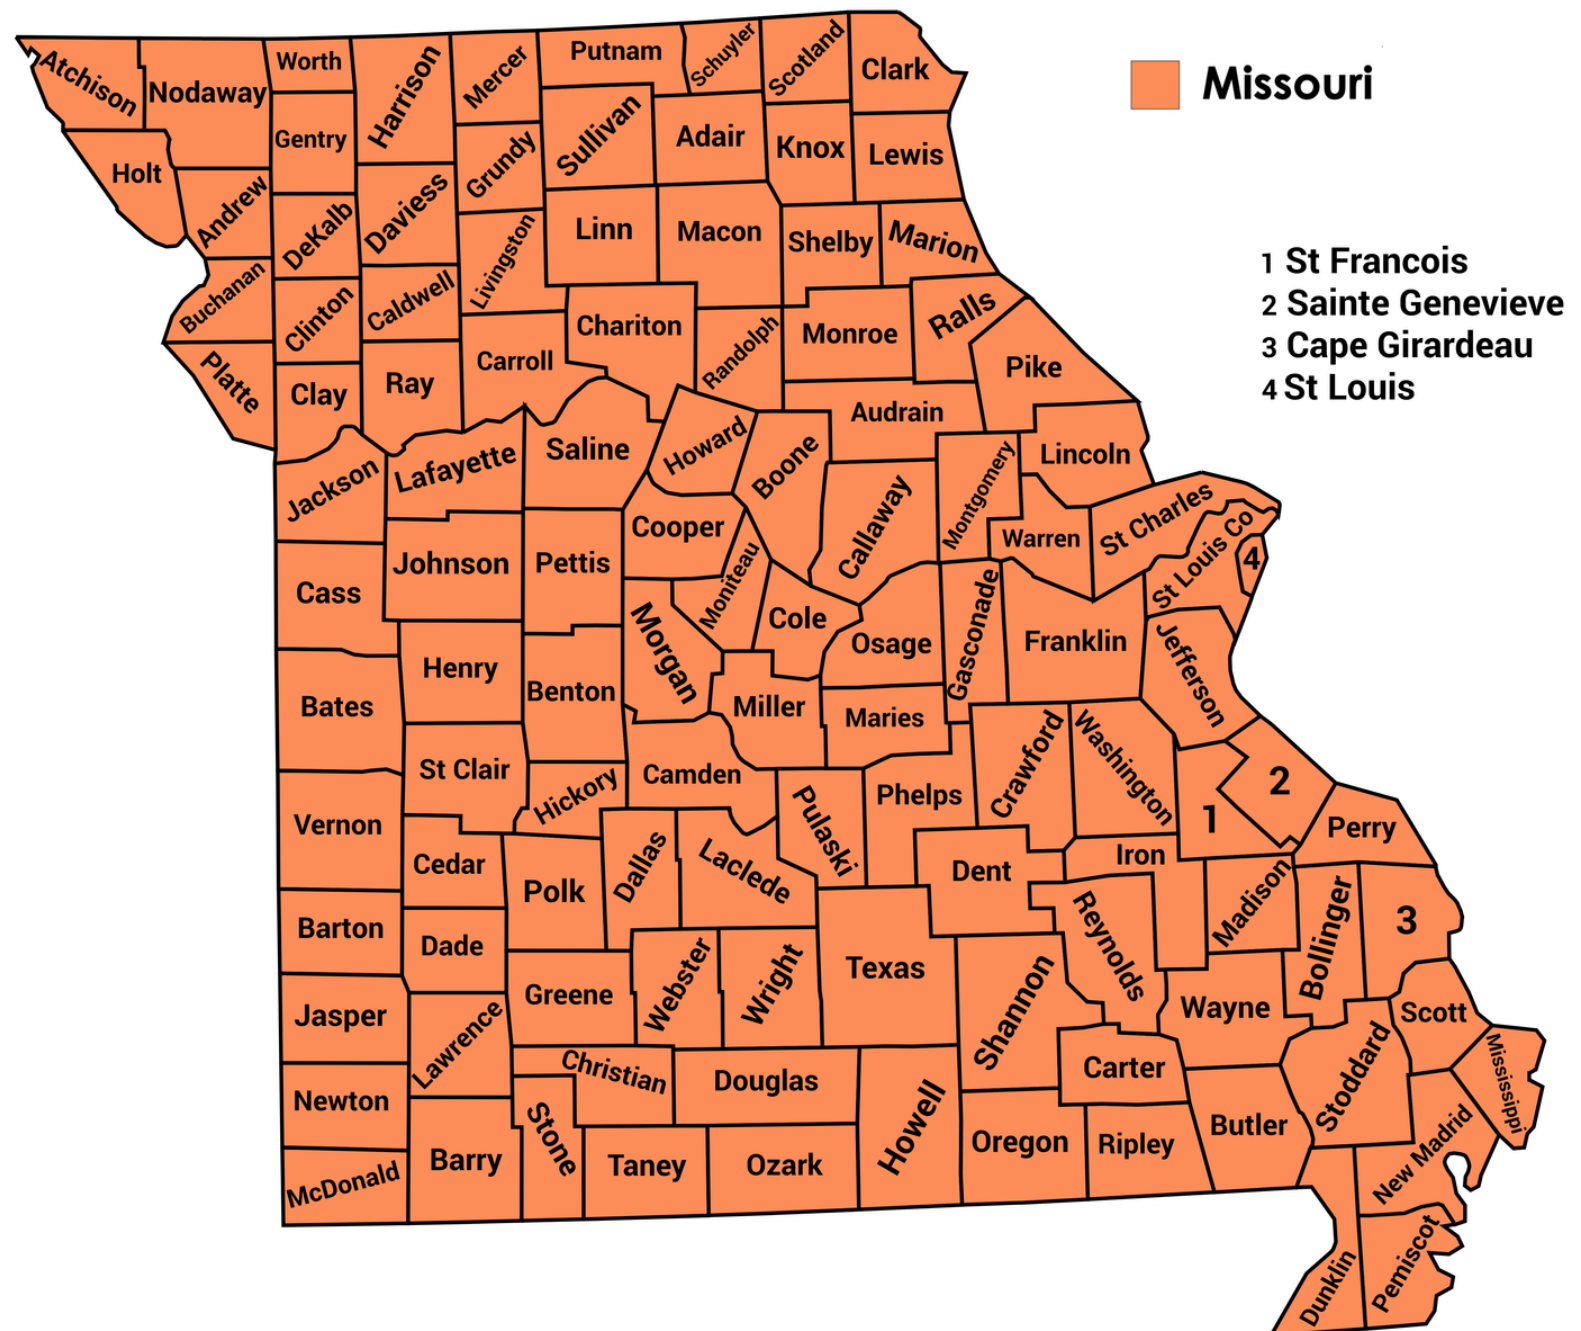 Missouri
1 St Francois
2 Sainte Genevieve
3 Cape Girardeau
4 St Louis
Atchison
Nodaway
Worth
Harrison
Mercer
Putnam
Schuyler
Scotland
Clark
Gentry
Holt
Andrew
DeKalb
Daviess
Grundy
Sullivan
Adair
Knox
Lewis
Livingston
Linn
Macon
Shelby
Marion
Buchanan
Clinton
Caldwell
Chariton
Randolph
Monroe
Ralls
Pike
Platte
Clay
Ray
Carroll
Audrain
Jackson
Lafayette
Saline
Howard
Boone
Callaway
Montgomery
Lincoln
Warren
St Charles
St Louis Co
4
Cass
Johnson
Pettis
Cooper
Moniteau
Morgan
Cole
Osage
Gasconade
Franklin
Jefferson
Bates
Henry
Benton
Miller
Maries
St Clair
Hickory
Camden
Pulaski
Phelps
Crawford
Washington
1
2
Perry
Vernon
Cedar
Polk
Dallas
Laclede
Dent
Iron
Reynolds
Madison
Bollinger
3
Barton
Dade
Greene
Webster
Wright
Texas
Shannon
Wayne
Scott
Jasper
Lawrence
Christian
Douglas
Howell
Carter
Stoddard
Mississippi
Newton
Barry
Stone
Taney
Ozark
Oregon
Ripley
Butler
New Madrid
McDonald
Dunklin
Pemiscot